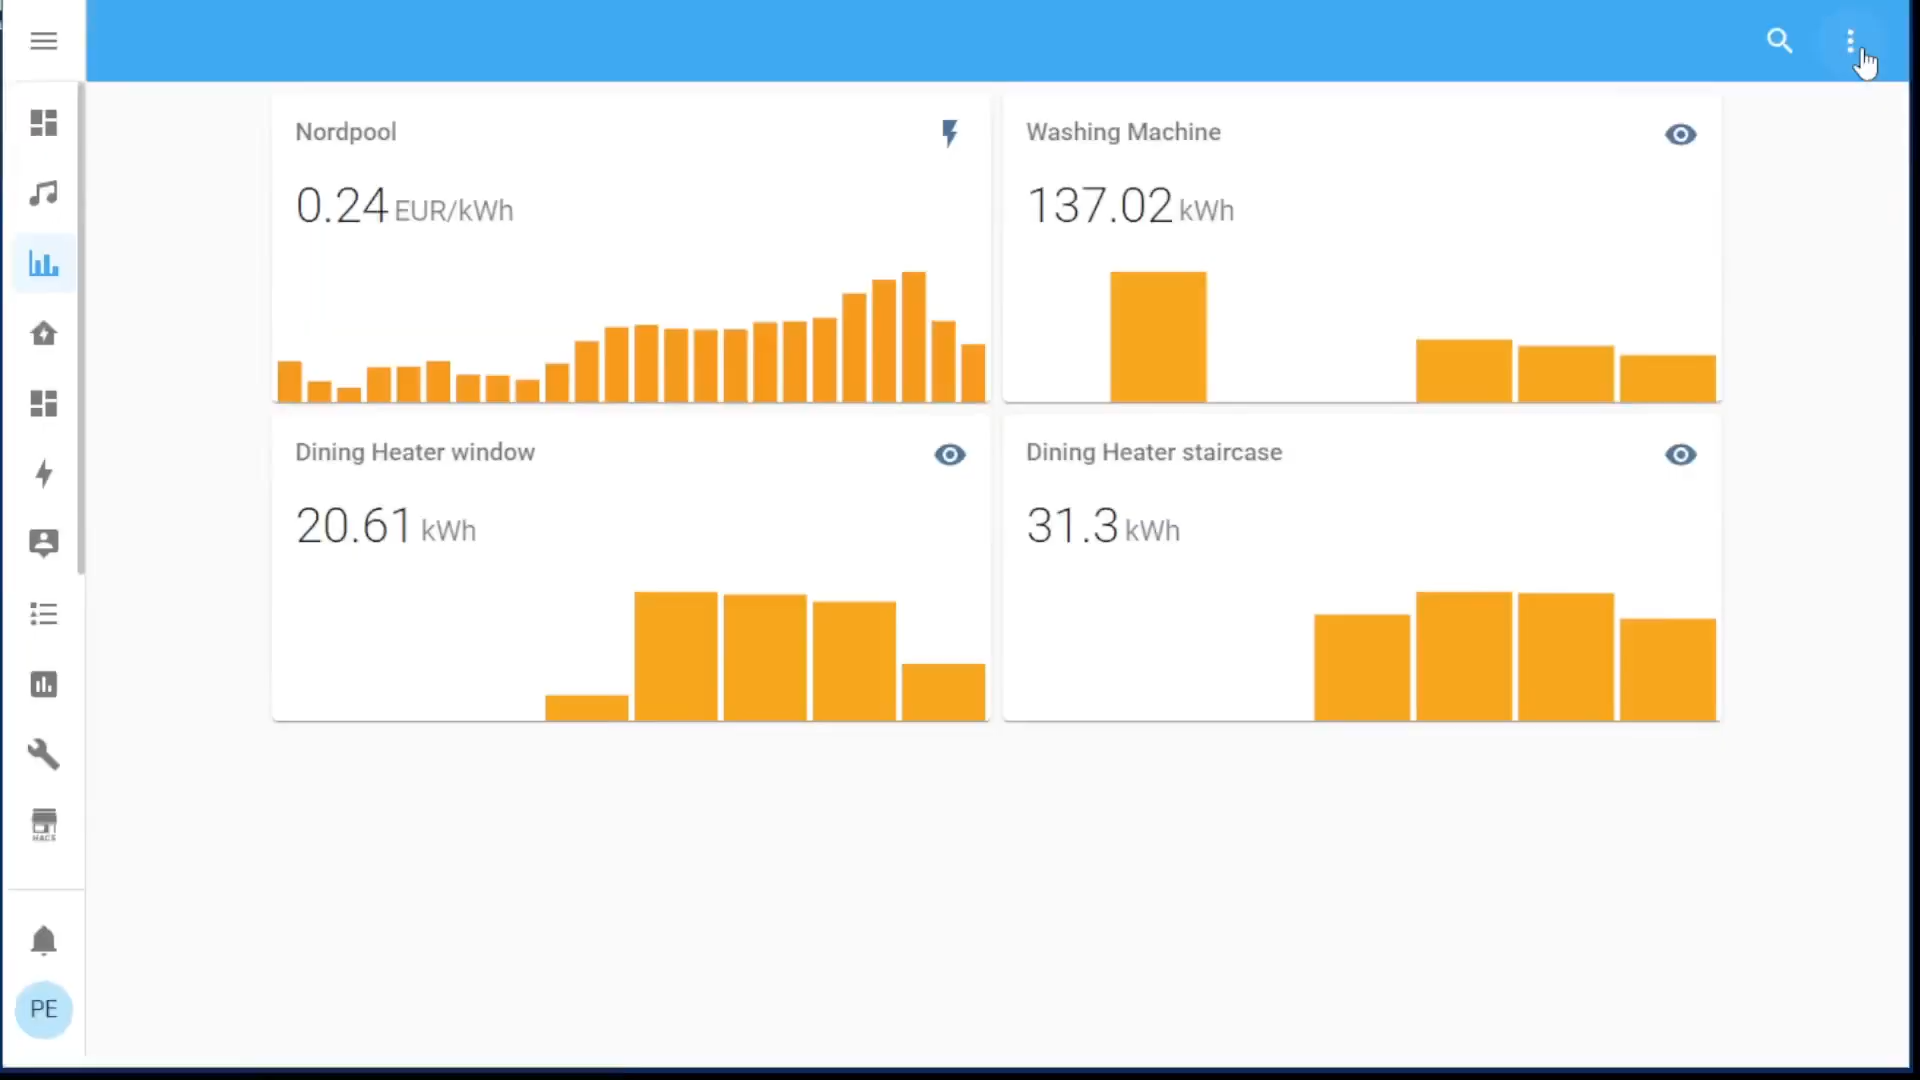 Nordpool
0.24 EUR/kWh
Washing Machine
137.02 kWh
Dining Heater window
20.61 kWh
Dining Heater staircase
31.3 kWh
HACS
PE